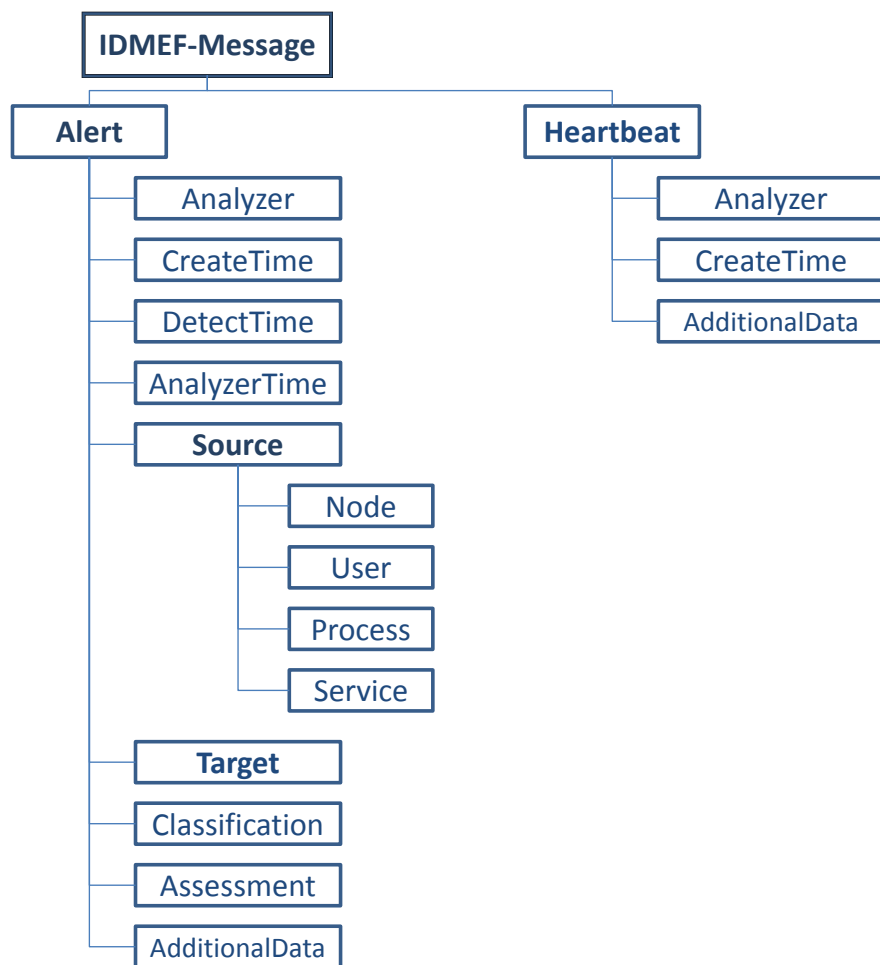 IDMEF-Message
Alert
Heartbeat
Analyzer
CreateTime
DetectTime
AnalyzerTime
Source
Node
User
Process
Service
Target
Classification
Assessment
AdditionalData
Analyzer
CreateTime
AdditionalData